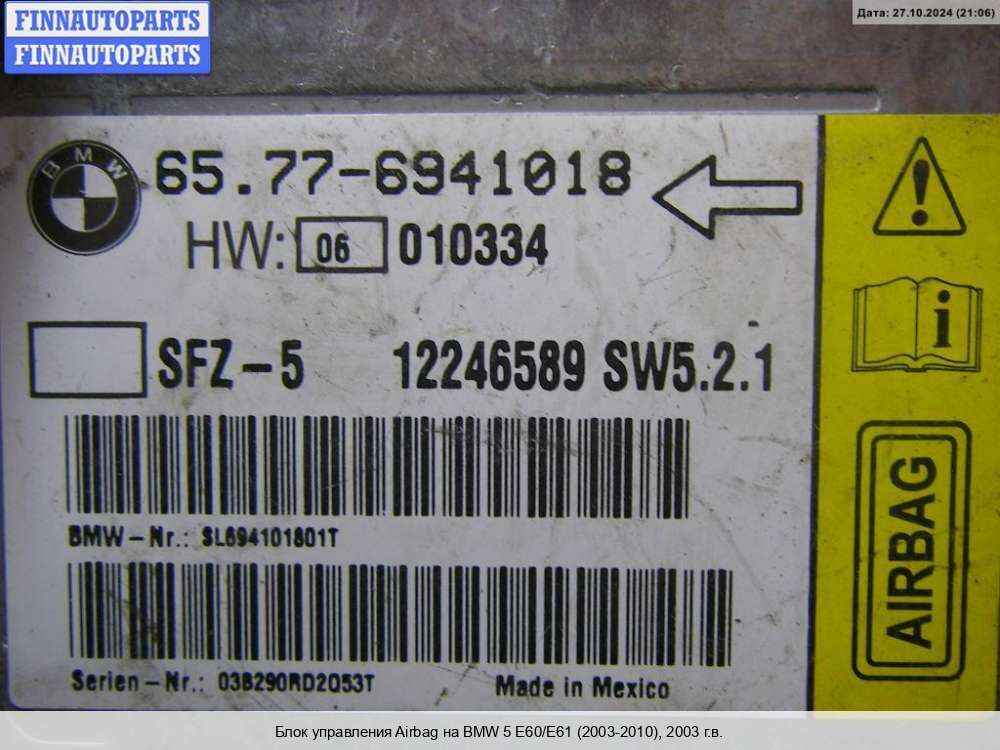 FINNAUTOPARTS
FINNAUTOPARTS
Дата: 27.10.2024 (21:06)
BMW
65.77-6941018
HW: 06 010334
SFZ-5 12246589 SW5.2.1
BMW-Nr.: SL694101801T
Serien-Nr.: 03B290RD2053T
Made in Mexico
i
AIRBAG
Блок управления Airbag на BMW 5 E60/E61 (2003-2010), 2003 г.в.